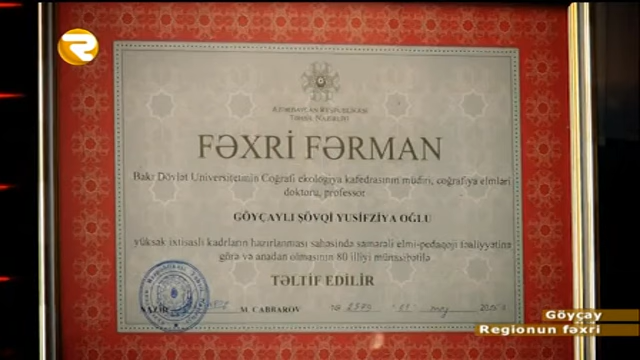 AZƏRBAYCAN RESPUBLİKASI
TƏHSİL NAZİRLİYİ
FƏXRİ FƏRMAN
Bakı Dövlət Universitetinin Coğrafi ekologiya kafedrasının müdiri, coğrafiya elmləri
doktoru, professor
GÖYÇAYLI ŞÖVQİ YUSİFZİYA OĞLU
yüksək ixtisaslı kadrların hazırlanması sahəsində səmərəli elmi-pedaqoji fəaliyyətinə
görə və anadan olmasının 80 illiyi münasibətilə
TƏLTİF EDİLİR
NAZİR M. CABBAROV
Göyçay
Regionun fəxri